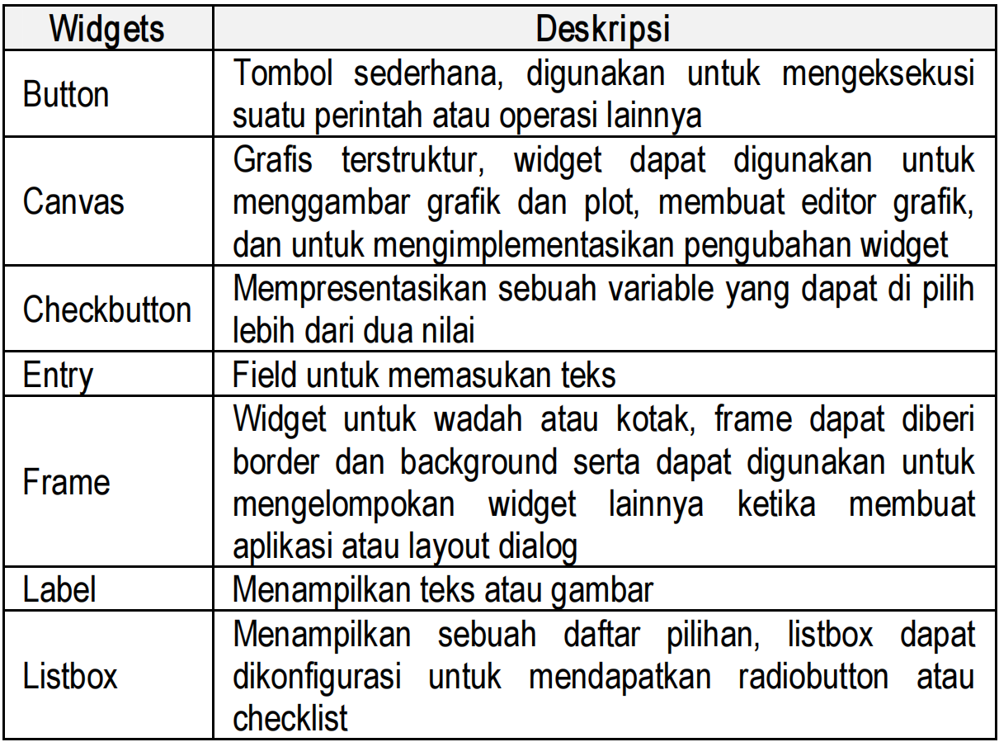 Widgets Deskripsi
Button
Tombol sederhana, digunakan untuk mengeksekusi
suatu perintah atau operasi lainnya
Canvas
Grafis terstruktur, widget dapat digunakan untuk
menggambar grafik dan plot, membuat editor grafik,
dan untuk mengimplementasikan pengubahan widget
Checkbutton
Mempresentasikan sebuah variable yang dapat di pilih
lebih dari dua nilai
Entry Field untuk memasukan teks
Frame
Widget untuk wadah atau kotak, frame dapat diberi
border dan background serta dapat digunakan untuk
mengelompokan widget lainnya ketika membuat
aplikasi atau layout dialog
Label Menampilkan teks atau gambar
Listbox
Menampilkan sebuah daftar pilihan, listbox dapat
dikonfigurasi untuk mendapatkan radiobutton atau
checklist